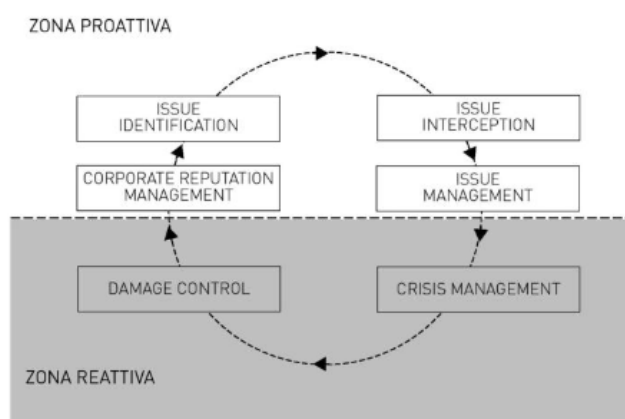 ZONA PROATTIVA
ISSUE
IDENTIFICATION
ISSUE
INTERCEPTION
CORPORATE REPUTATION
MANAGEMENT
ISSUE
MANAGEMENT
DAMAGE CONTROL
CRISIS MANAGEMENT
ZONA REATTIVA